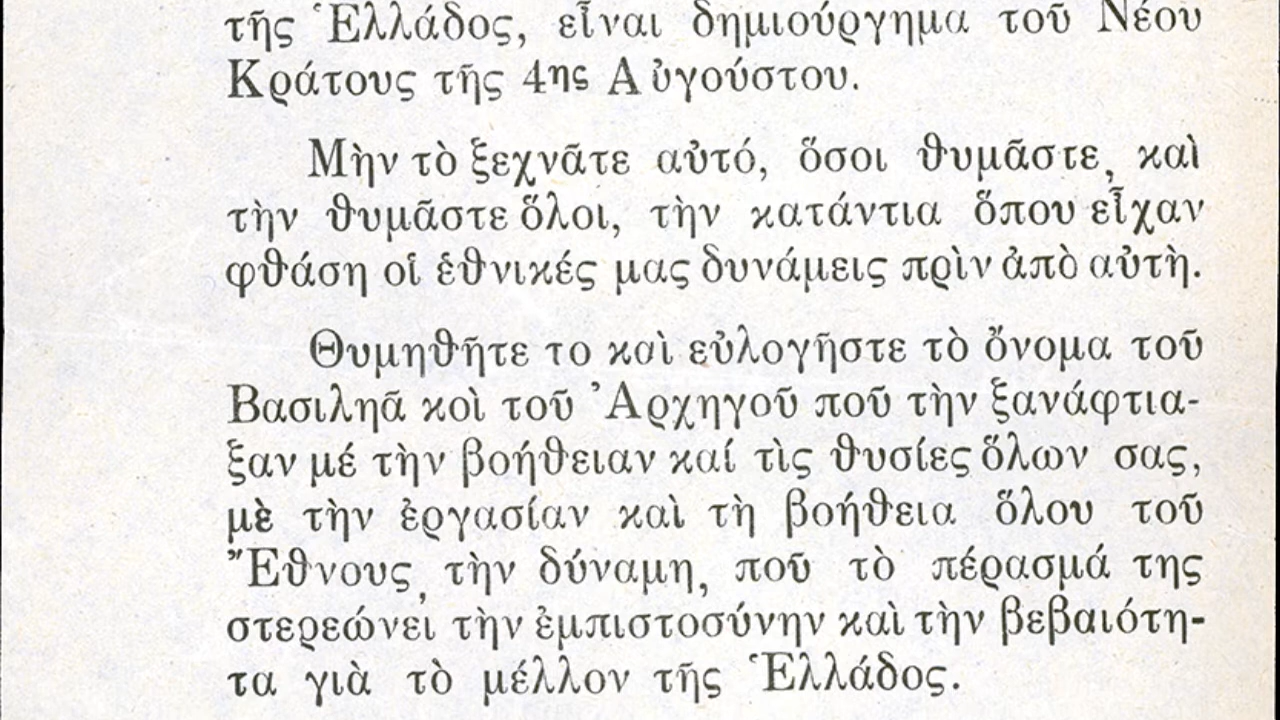 τῆς Ἑλλάδος, εἶναι δημιούργημα τοῦ Νέου
Κράτους τῆς 4ης Αὐγούστου.
Μὴν τὸ ξεχνᾶτε αὐτό, ὅσοι θυμᾶστε, καὶ
τὴν θυμᾶστε ὅλοι, τὴν κατάντια ὅπου εἶχαν
φθάση οἱ ἐθνικές μας δυνάμεις πρὶν ἀπὸ αὐτὴ.
Θυμηθῆτε το καὶ εὐλογῆστε τὸ ὄνομα τοῦ
Βασιληᾶ κοὶ τοῦ Ἀρχηγοῦ ποῦ τὴν ξανάφτια-
ξαν μέ τὴν βοήθειαν καί τὶς θυσίες ὅλων σας,
μὲ τὴν ἐργασίαν καὶ τὴ βοήθεια ὅλου τοῦ
Ἔθνους, τὴν δύναμη, ποῦ τὸ πέρασμά της
στερεώνει τὴν ἐμπιστοσύνην καὶ τὴν βεβαιότη-
τα γιὰ τὸ μέλλον τῆς Ἑλλάδος.